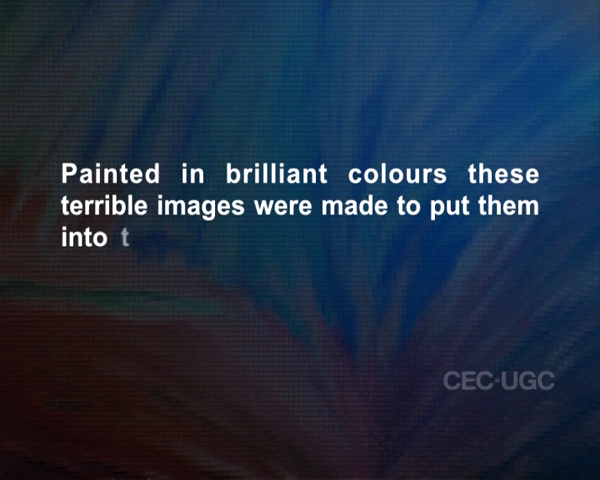 Painted in brilliant colours these
terrible images were made to put them
into t
CEC-UGC